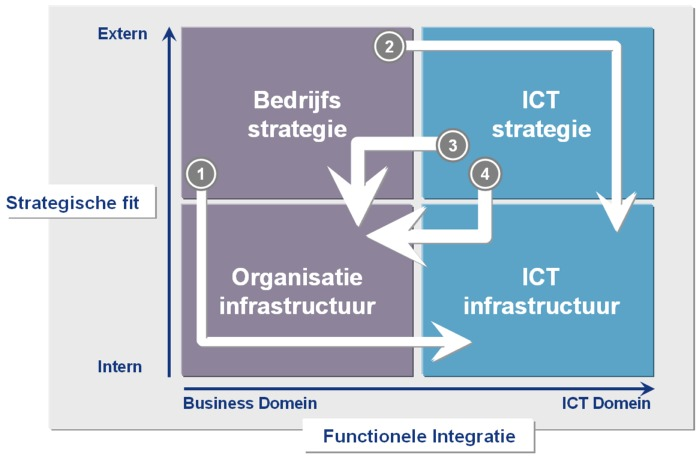 Extern
2
Bedrijfs
strategie
ICT
strategie
3
1
4
Strategische fit
Organisatie
infrastructuur
ICT
infrastructuur
Intern
Business Domein
ICT Domein
Functionele Integratie